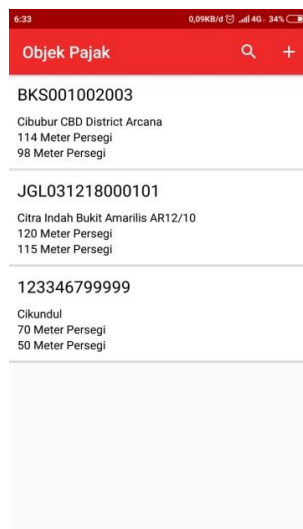 6:33 0,09KB/d 4G 34%
Objek Pajak
BKS001002003
Cibubur CBD District Arcana
114 Meter Persegi
98 Meter Persegi
JGL031218000101
Citra Indah Bukit Amarilis AR12/10
120 Meter Persegi
115 Meter Persegi
123346799999
Cikundul
70 Meter Persegi
50 Meter Persegi